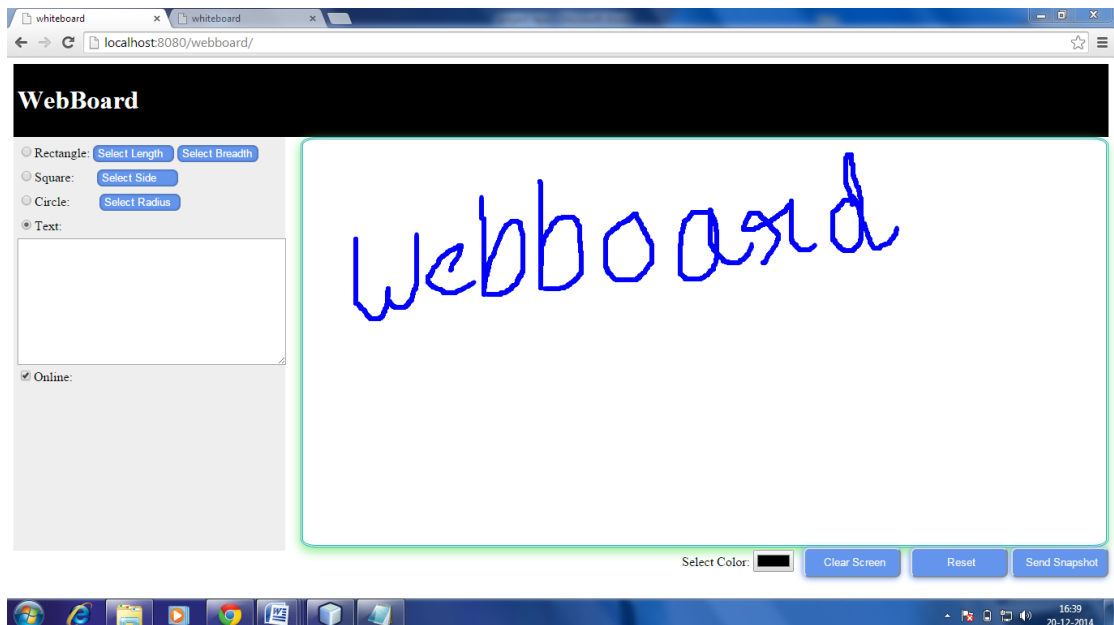 whiteboard
whiteboard
localhost:8080/webboard/
WebBoard
Rectangle: Select Length Select Breadth
Square: Select Side
Circle: Select Radius
Text:
Online:
Webboard
Select Color: Clear Screen Reset Send Snapshot
16:39
20-12-2014